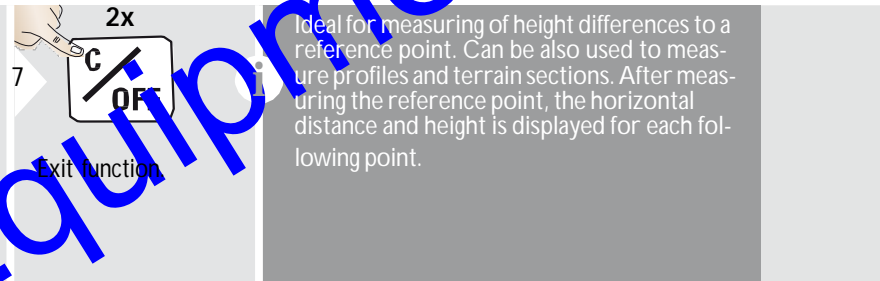 2x
7
C
OFF
Exit function.
i
Ideal for measuring of height differences to a
reference point. Can be also used to meas-
ure profiles and terrain sections. After meas-
uring the reference point, the horizontal
distance and height is displayed for each fol-
lowing point.
quipme